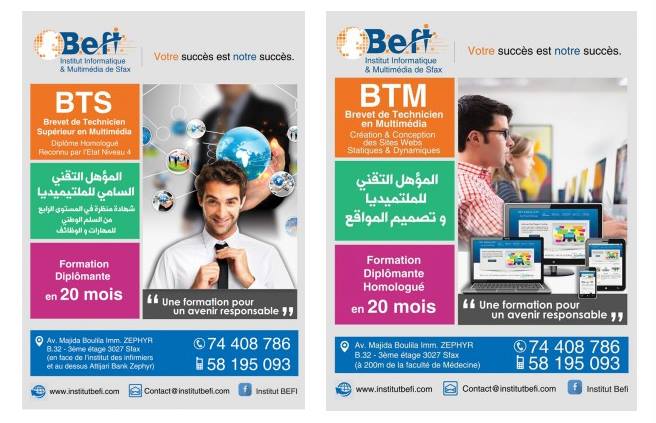 Befi
Institut Informatique
& Multimédia de Sfax
Votre succès est notre succès.
BTS
Brevet de Technicien
Supérieur en Multimédia
Diplôme Homologué
Reconnu par l'Etat Niveau 4
المؤهل التقني
السامي للملتيميديا
شهادة منظرة في المستوى الرابع
من السلم الوطني
للمهارات و الوظائف
Formation
Diplômante
en 20 mois
“ Une formation pour
un avenir responsable ”
Av. Majida Boulila Imm. ZEPHYR
B.32 - 3ème étage 3027 Sfax
(en face de l'institut des infirmiers
et au dessus Attijari Bank Zephyr)
74 408 786
58 195 093
www.institutbefi.com
Contact@institutbefi.com
Institut BEFI
Befi
Institut Informatique
& Multimédia de Sfax
Votre succès est notre succès.
BTM
Brevet de Technicien
en Multimédia
Création & Conception
des Sites Webs
Statiques & Dynamiques
المؤهل التقني
للملتجميديا
و تصميم المواقع
Formation
Diplômante
Homologué
en 20 mois
“ Une formation pour
un avenir responsable ”
Av. Majida Boulila Imm. ZEPHYR
B.32 - 3ème étage 3027 Sfax
(à 200m de la faculté de Médecine)
74 408 786
58 195 093
www.institutbefi.com
Contact@institutbefi.com
Institut Befi